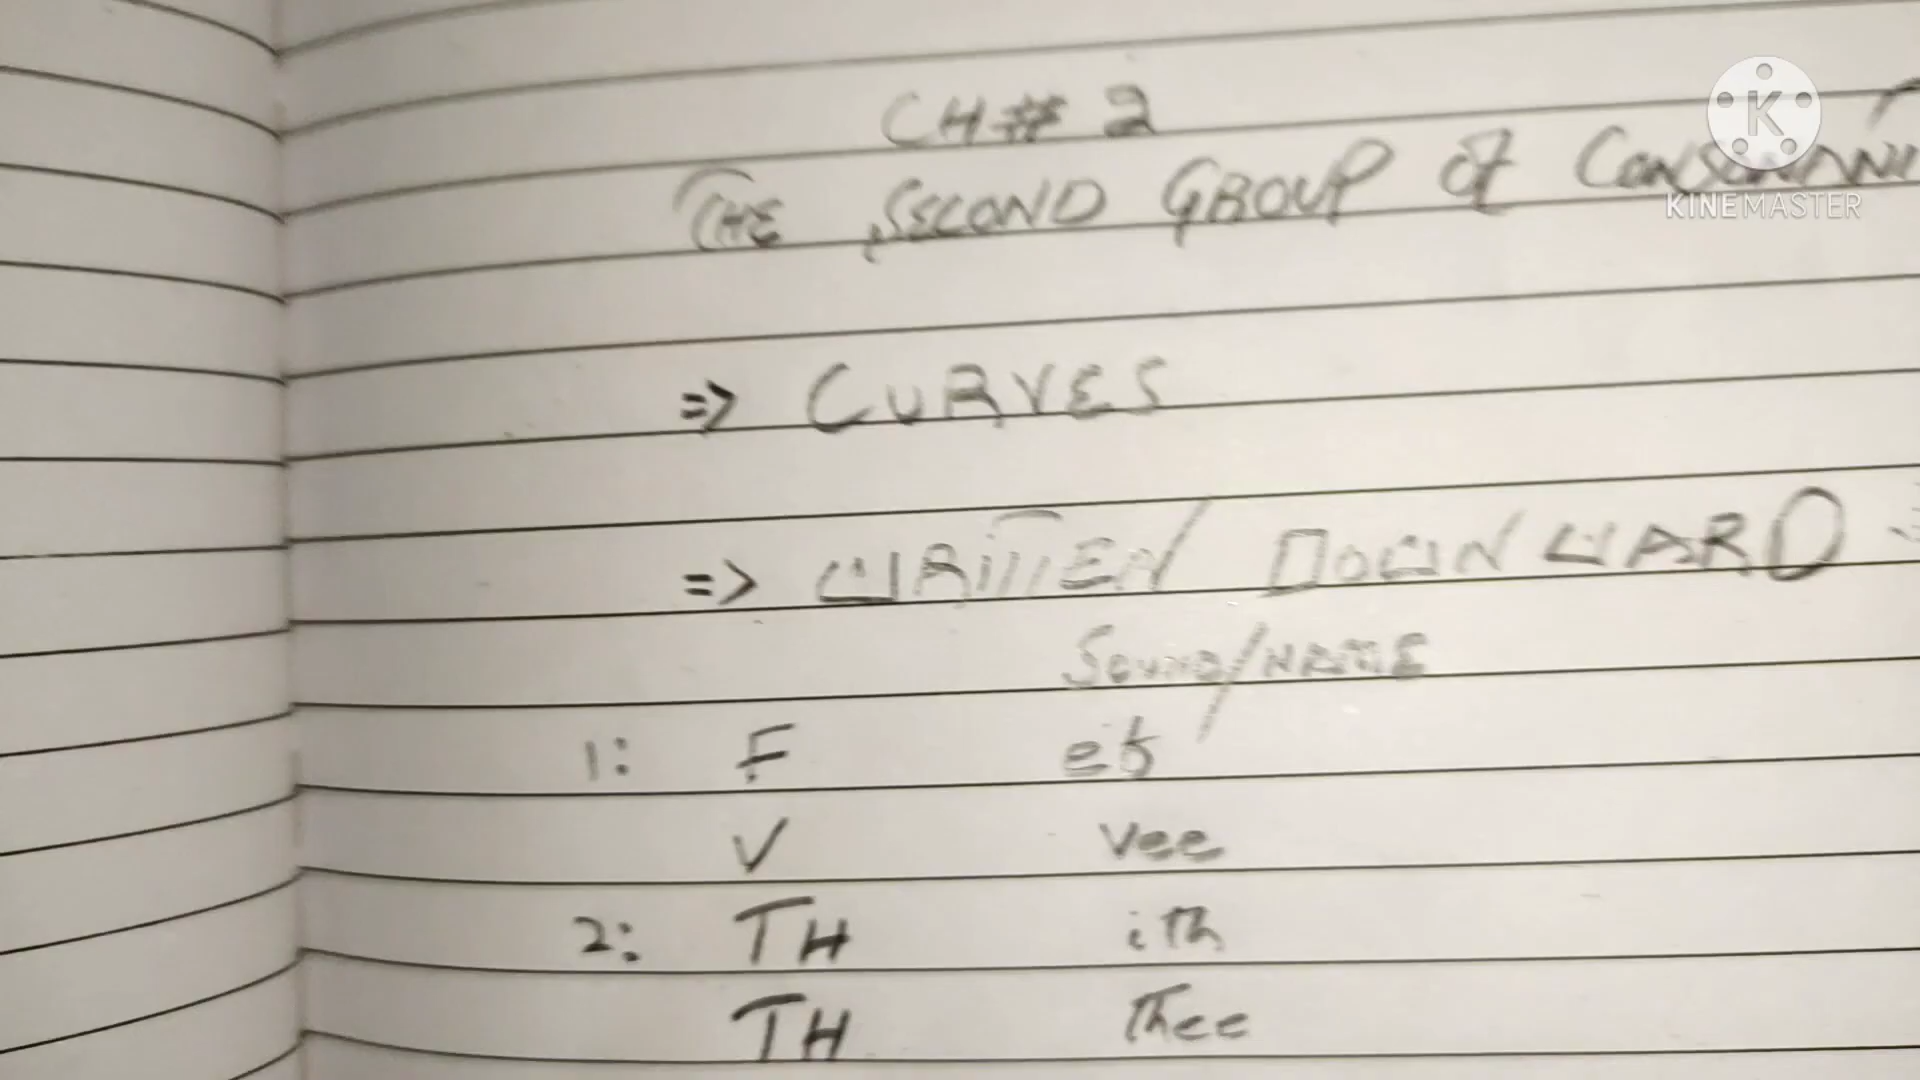 CH # 2
THE SECOND GROUP of CONSONANT
K
KINEMASTER
=> CURVES
=> WRITTEN DOWNWARD
SOUND/NAME
1: F ef
V Vee
2: TH ith
TH Thee